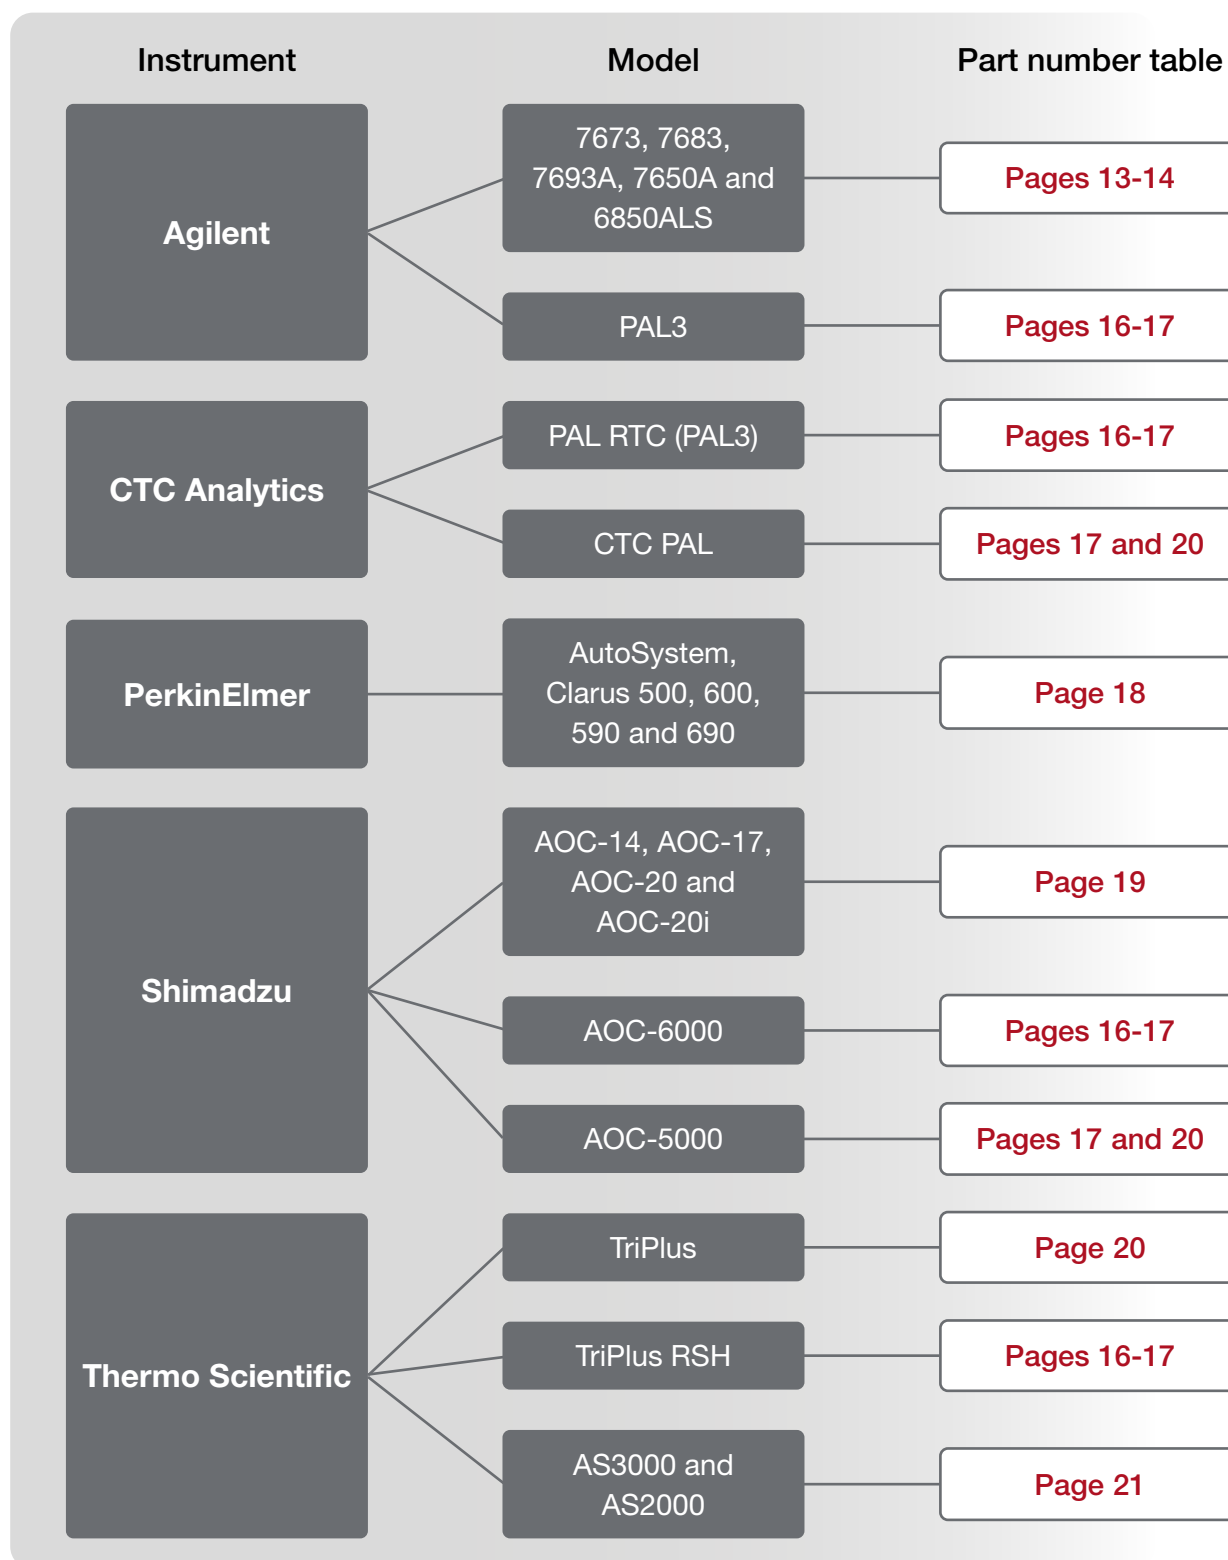 Instrument
Model
Part number table
Agilent
7673, 7683,
7693A, 7650A and
6850ALS
Pages 13-14
PAL3
Pages 16-17
CTC Analytics
PAL RTC (PAL3)
Pages 16-17
CTC PAL
Pages 17 and 20
PerkinElmer
AutoSystem,
Clarus 500, 600,
590 and 690
Page 18
Shimadzu
AOC-14, AOC-17,
AOC-20 and
AOC-20i
Page 19
AOC-6000
Pages 16-17
AOC-5000
Pages 17 and 20
Thermo Scientific
TriPlus
Page 20
TriPlus RSH
Pages 16-17
AS3000 and
AS2000
Page 21